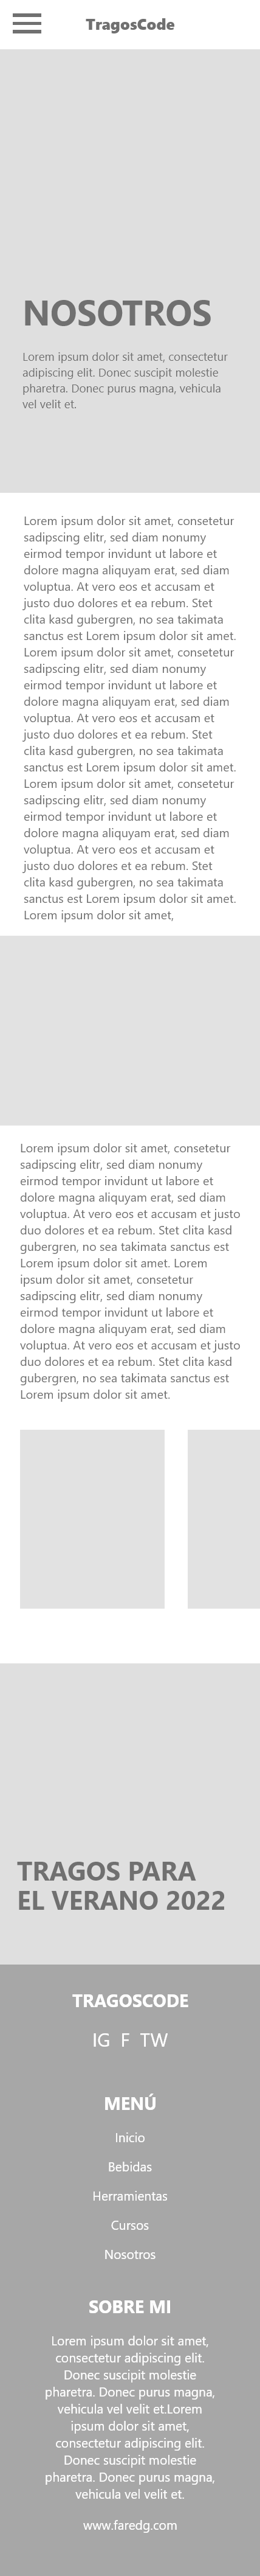 TragosCode
NOSOTROS
Lorem ipsum dolor sit amet, consectetur
adipiscing elit. Donec suscipit molestie
pharetra. Donec purus magna, vehicula
vel velit et.
Lorem ipsum dolor sit amet, consetetur
sadipscing elitr, sed diam nonumy
eirmod tempor invidunt ut labore et
dolore magna aliquyam erat, sed diam
voluptua. At vero eos et accusam et
justo duo dolores et ea rebum. Stet
clita kasd gubergren, no sea takimata
sanctus est Lorem ipsum dolor sit amet.
Lorem ipsum dolor sit amet, consetetur
sadipscing elitr, sed diam nonumy
eirmod tempor invidunt ut labore et
dolore magna aliquyam erat, sed diam
voluptua. At vero eos et accusam et
justo duo dolores et ea rebum. Stet
clita kasd gubergren, no sea takimata
sanctus est Lorem ipsum dolor sit amet.
Lorem ipsum dolor sit amet, consetetur
sadipscing elitr, sed diam nonumy
eirmod tempor invidunt ut labore et
dolore magna aliquyam erat, sed diam
voluptua. At vero eos et accusam et
justo duo dolores et ea rebum. Stet
clita kasd gubergren, no sea takimata
sanctus est Lorem ipsum dolor sit amet.
Lorem ipsum dolor sit amet,
Lorem ipsum dolor sit amet, consetetur
sadipscing elitr, sed diam nonumy
eirmod tempor invidunt ut labore et
dolore magna aliquyam erat, sed diam
voluptua. At vero eos et accusam et justo
duo dolores et ea rebum. Stet clita kasd
gubergren, no sea takimata sanctus est
Lorem ipsum dolor sit amet. Lorem
ipsum dolor sit amet, consetetur
sadipscing elitr, sed diam nonumy
eirmod tempor invidunt ut labore et
dolore magna aliquyam erat, sed diam
voluptua. At vero eos et accusam et justo
duo dolores et ea rebum. Stet clita kasd
gubergren, no sea takimata sanctus est
Lorem ipsum dolor sit amet.
TRAGOS PARA
EL VERANO 2022
TRAGOSCODE
IG F TW
MENÚ
Inicio
Bebidas
Herramientas
Cursos
Nosotros
SOBRE MI
Lorem ipsum dolor sit amet,
consectetur adipiscing elit.
Donec suscipit molestie
pharetra. Donec purus magna,
vehicula vel velit et.Lorem
ipsum dolor sit amet,
consectetur adipiscing elit.
Donec suscipit molestie
pharetra. Donec purus magna,
vehicula vel velit et.
www.faredg.com